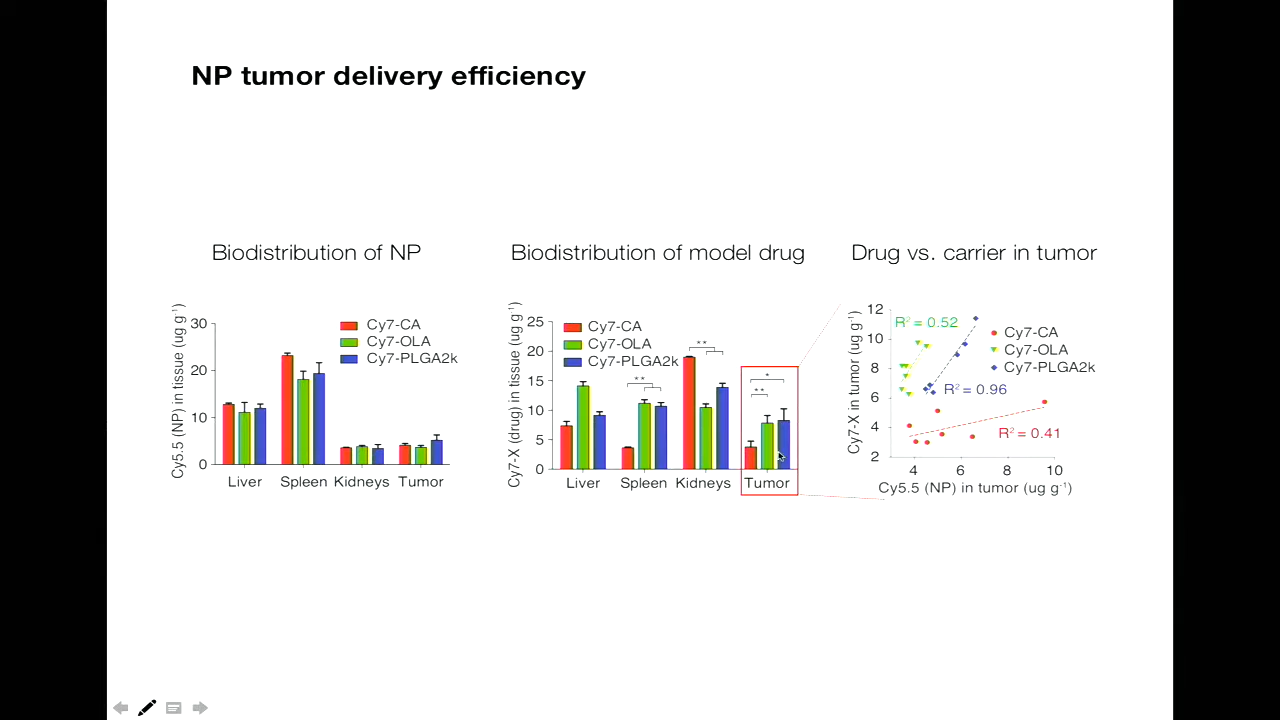 NP tumor delivery efficiency
Biodistribution of NP
Cy5.5 (NP) in tissue (ug g⁻¹)
30
20
10
0
Cy7-CA
Cy7-OLA
Cy7-PLGA2k
Liver Spleen Kidneys Tumor
Biodistribution of model drug
Cy7-X (drug) in tissue (ug g⁻¹)
25
20
15
10
5
0
Cy7-CA
Cy7-OLA
Cy7-PLGA2k
**
**
*
**
Liver Spleen Kidneys Tumor
Drug vs. carrier in tumor
Cy7-X in tumor (ug g⁻¹)
12
10
8
6
4
2
R² = 0.52
Cy7-CA
Cy7-OLA
Cy7-PLGA2k
R² = 0.96
R² = 0.41
4 6 8 10
Cy5.5 (NP) in tumor (ug g⁻¹)